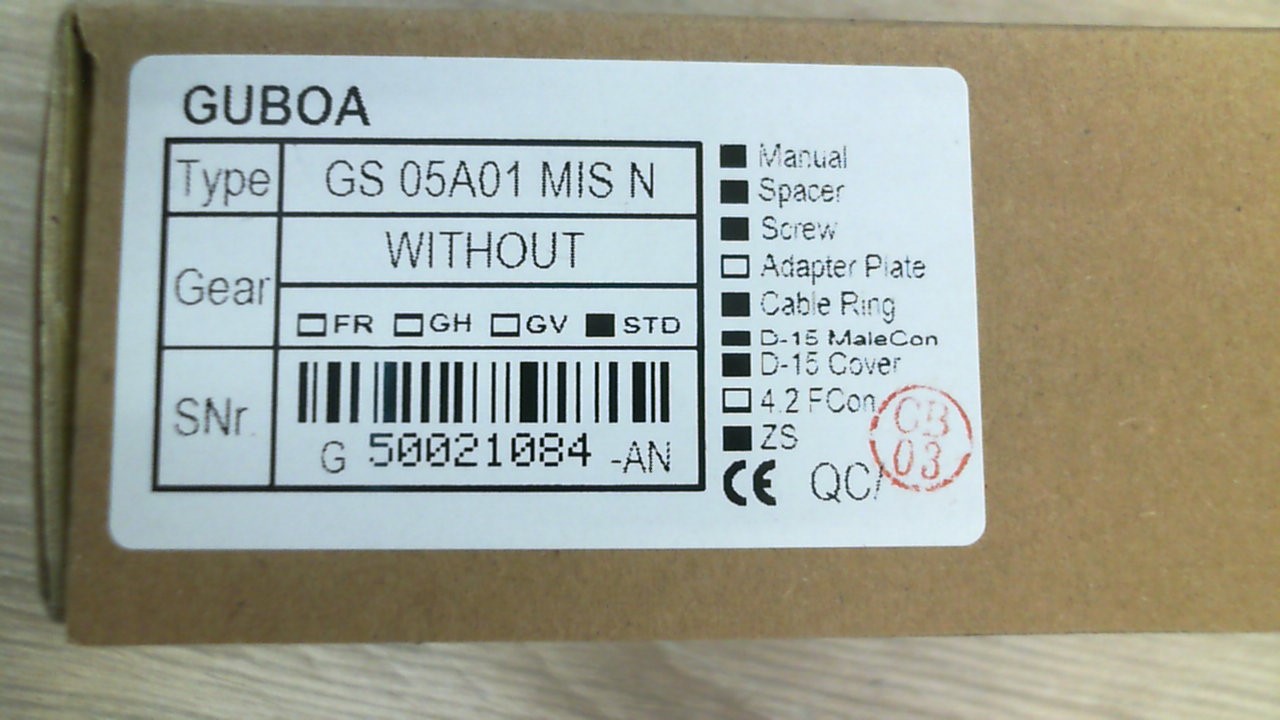 GUBOA
Type GS 05A01 MIS N
Gear WITHOUT
FR GH GV STD
SNr.
G 50021084 -AN
Manual
Spacer
Screw
Adapter Plate
Cable Ring
D-15 MaleCon
D-15 Cover
4.2 FCon
ZS
CE QC/
CB
03